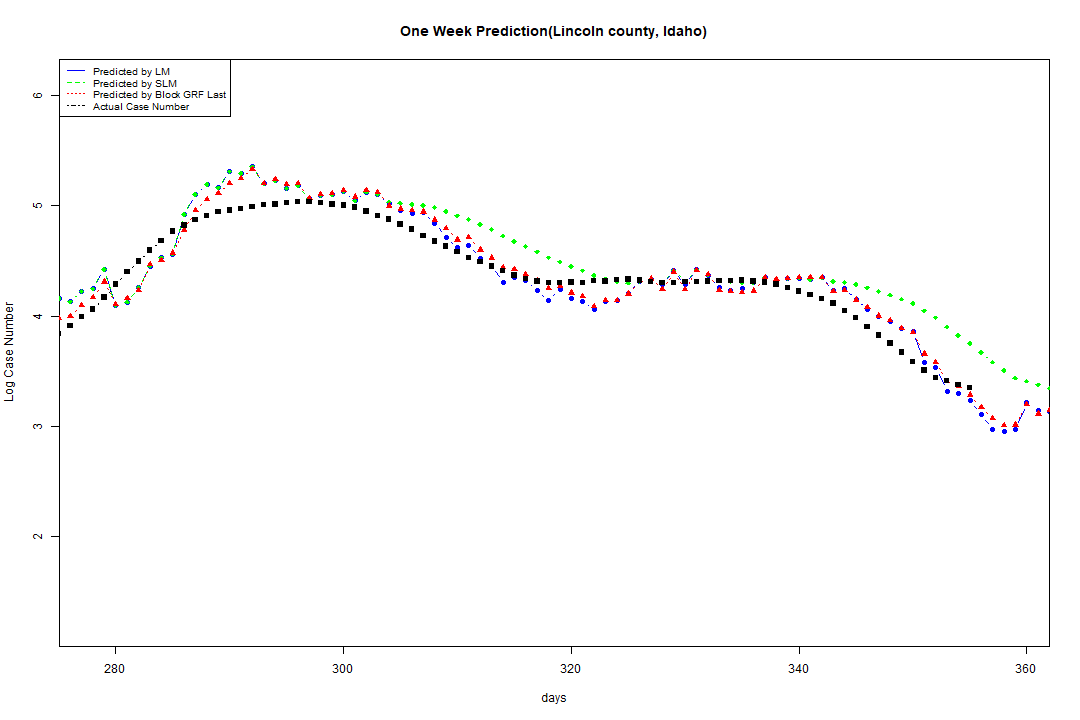 One Week Prediction(Lincoln county, Idaho)
Predicted by LM
Predicted by SLM
Predicted by Block GRF Last
Actual Case Number
6
5
4
3
2
Log Case Number
280 300 320 340 360
days